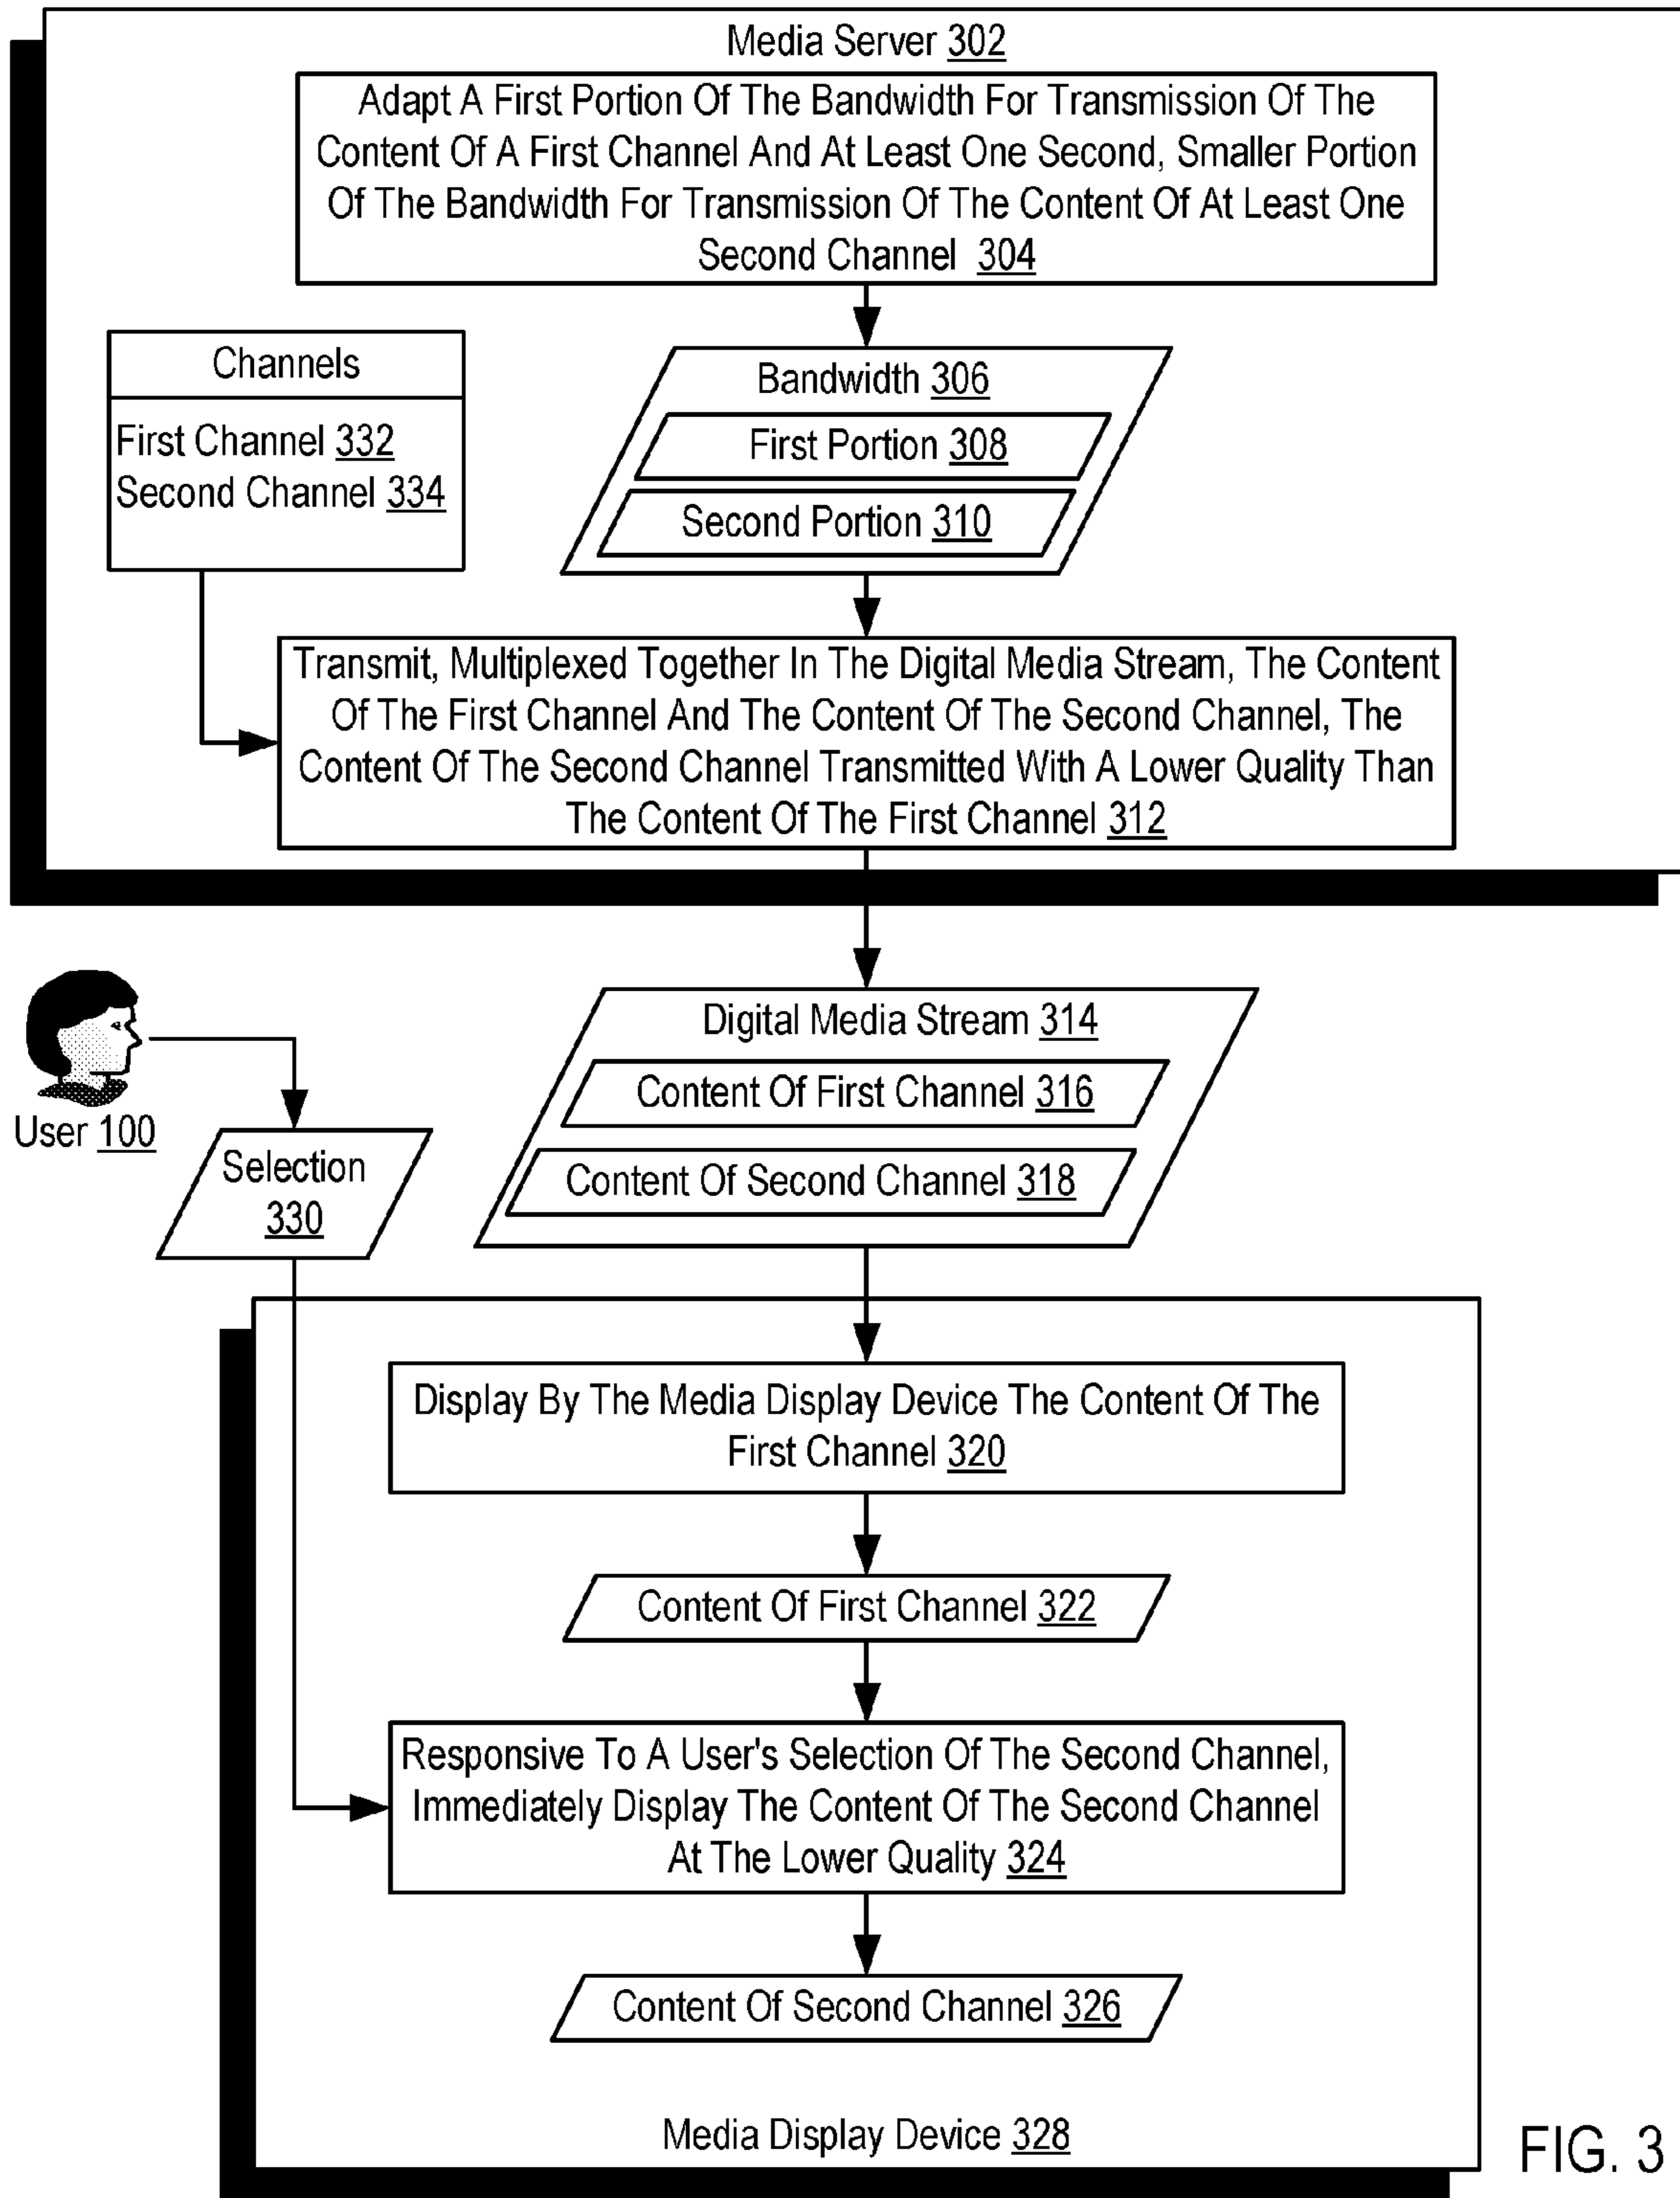 Media Server 302
Adapt A First Portion Of The Bandwidth For Transmission Of The
Content Of A First Channel And At Least One Second, Smaller Portion
Of The Bandwidth For Transmission Of The Content Of At Least One
Second Channel 304
Channels
First Channel 332
Second Channel 334
Bandwidth 306
First Portion 308
Second Portion 310
Transmit, Multiplexed Together In The Digital Media Stream, The Content
Of The First Channel And The Content Of The Second Channel, The
Content Of The Second Channel Transmitted With A Lower Quality Than
The Content Of The First Channel 312
User 100
Selection
330
Digital Media Stream 314
Content Of First Channel 316
Content Of Second Channel 318
Display By The Media Display Device The Content Of The
First Channel 320
Content Of First Channel 322
Responsive To A User's Selection Of The Second Channel,
Immediately Display The Content Of The Second Channel
At The Lower Quality 324
Content Of Second Channel 326
Media Display Device 328
FIG. 3